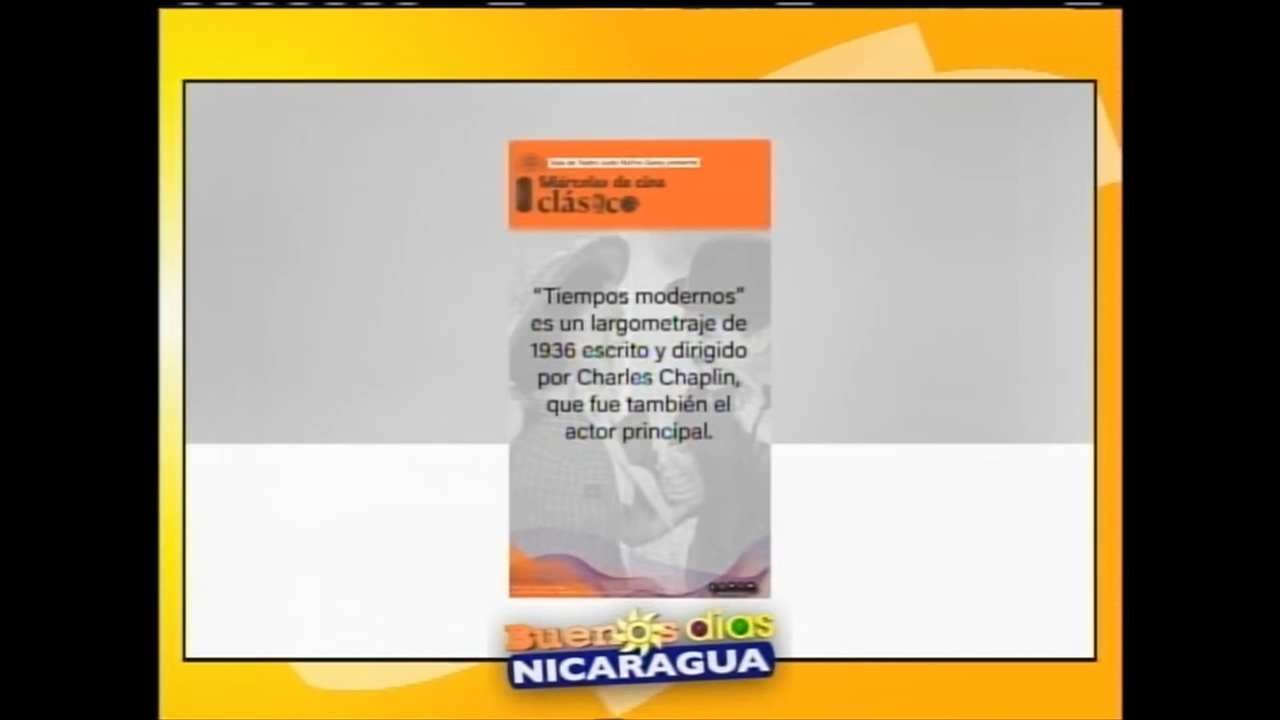 Miércoles de cine
clásico
“Tiempos modernos”
es un largometraje de
1936 escrito y dirigido
por Charles Chaplin,
que fue también el
actor principal.
Buenos días
NICARAGUA